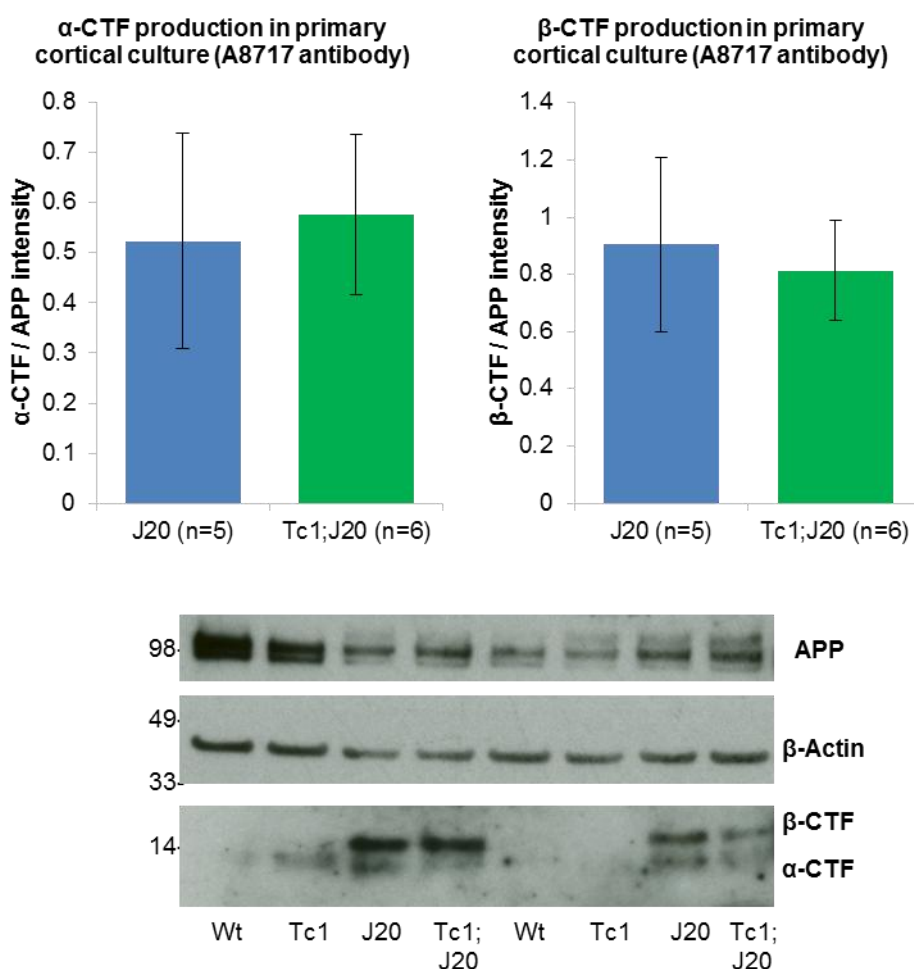 α-CTF production in primary
cortical culture (A8717 antibody)
α-CTF / APP intensity
0.8
0.7
0.6
0.5
0.4
0.3
0.2
0.1
0
J20 (n=5) Tc1;J20 (n=6)
β-CTF production in primary
cortical culture (A8717 antibody)
β-CTF / APP intensity
1.4
1.2
1
0.8
0.6
0.4
0.2
0
J20 (n=5) Tc1;J20 (n=6)
98 APP
49
β-Actin
33
β-CTF
14
α-CTF
Wt Tc1 J20 Tc1; Wt Tc1 J20 Tc1;
J20 J20